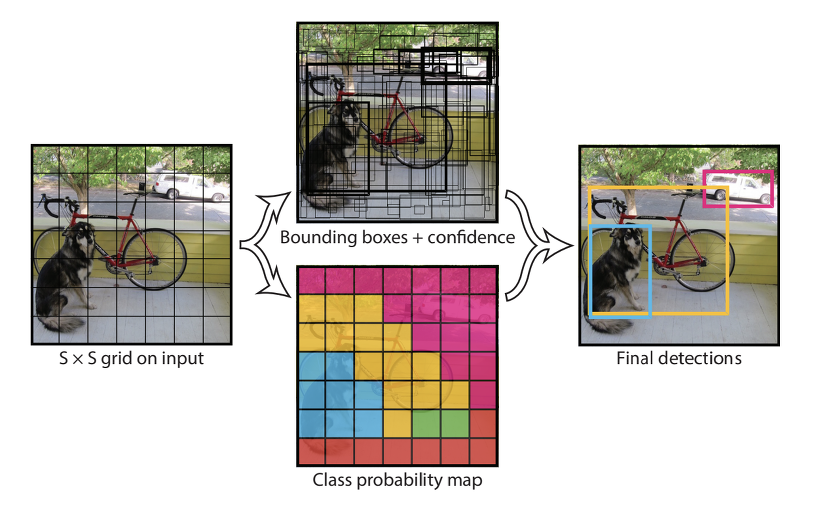 S × S grid on input
Bounding boxes + confidence
Class probability map
Final detections